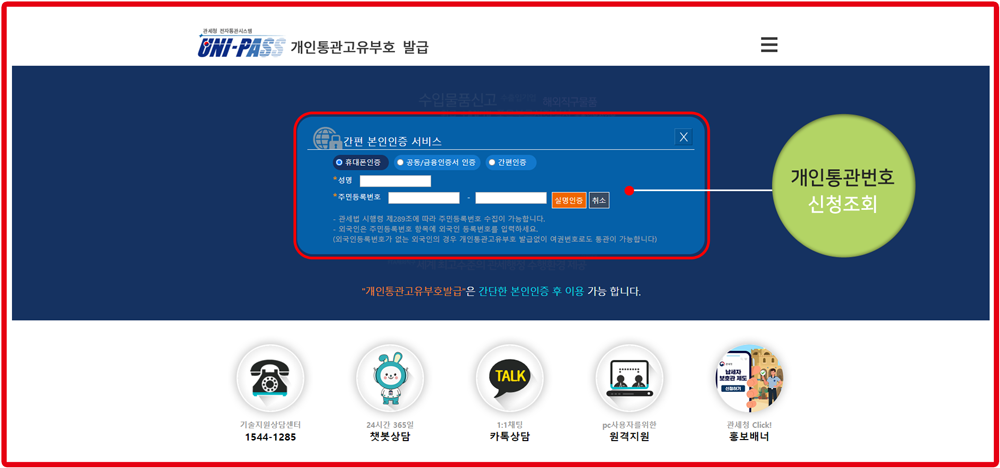 관세청 전자통관시스템
UNI-PASS 개인통관고유부호 발급
수입물품신고
해외직구물품
간편 본인인증 서비스
X
휴대폰인증 공동/금융인증서 인증 간편인증
*성명
*주민등록번호 - 실명인증 취소
- 관세법 시행령 제289조에 따라 주민등록번호 수집이 가능합니다.
- 외국인은 주민등록번호 항목에 외국인 등록번호를 입력하세요.
(외국인등록번호가 없는 외국인의 경우 개인통관고유부호 발급없이 여권번호로도 통관이 가능합니다)
개인통관번호
신청조회
"개인통관고유부호발급"은 간단한 본인인증 후 이용 가능 합니다.
TALK
납세자
보호관 제도
신청하기
기술지원상담센터
1544-1285
24시간 365일
챗봇상담
1:1채팅
카톡상담
pc사용자를위한
원격지원
관세청 Click!
홍보배너